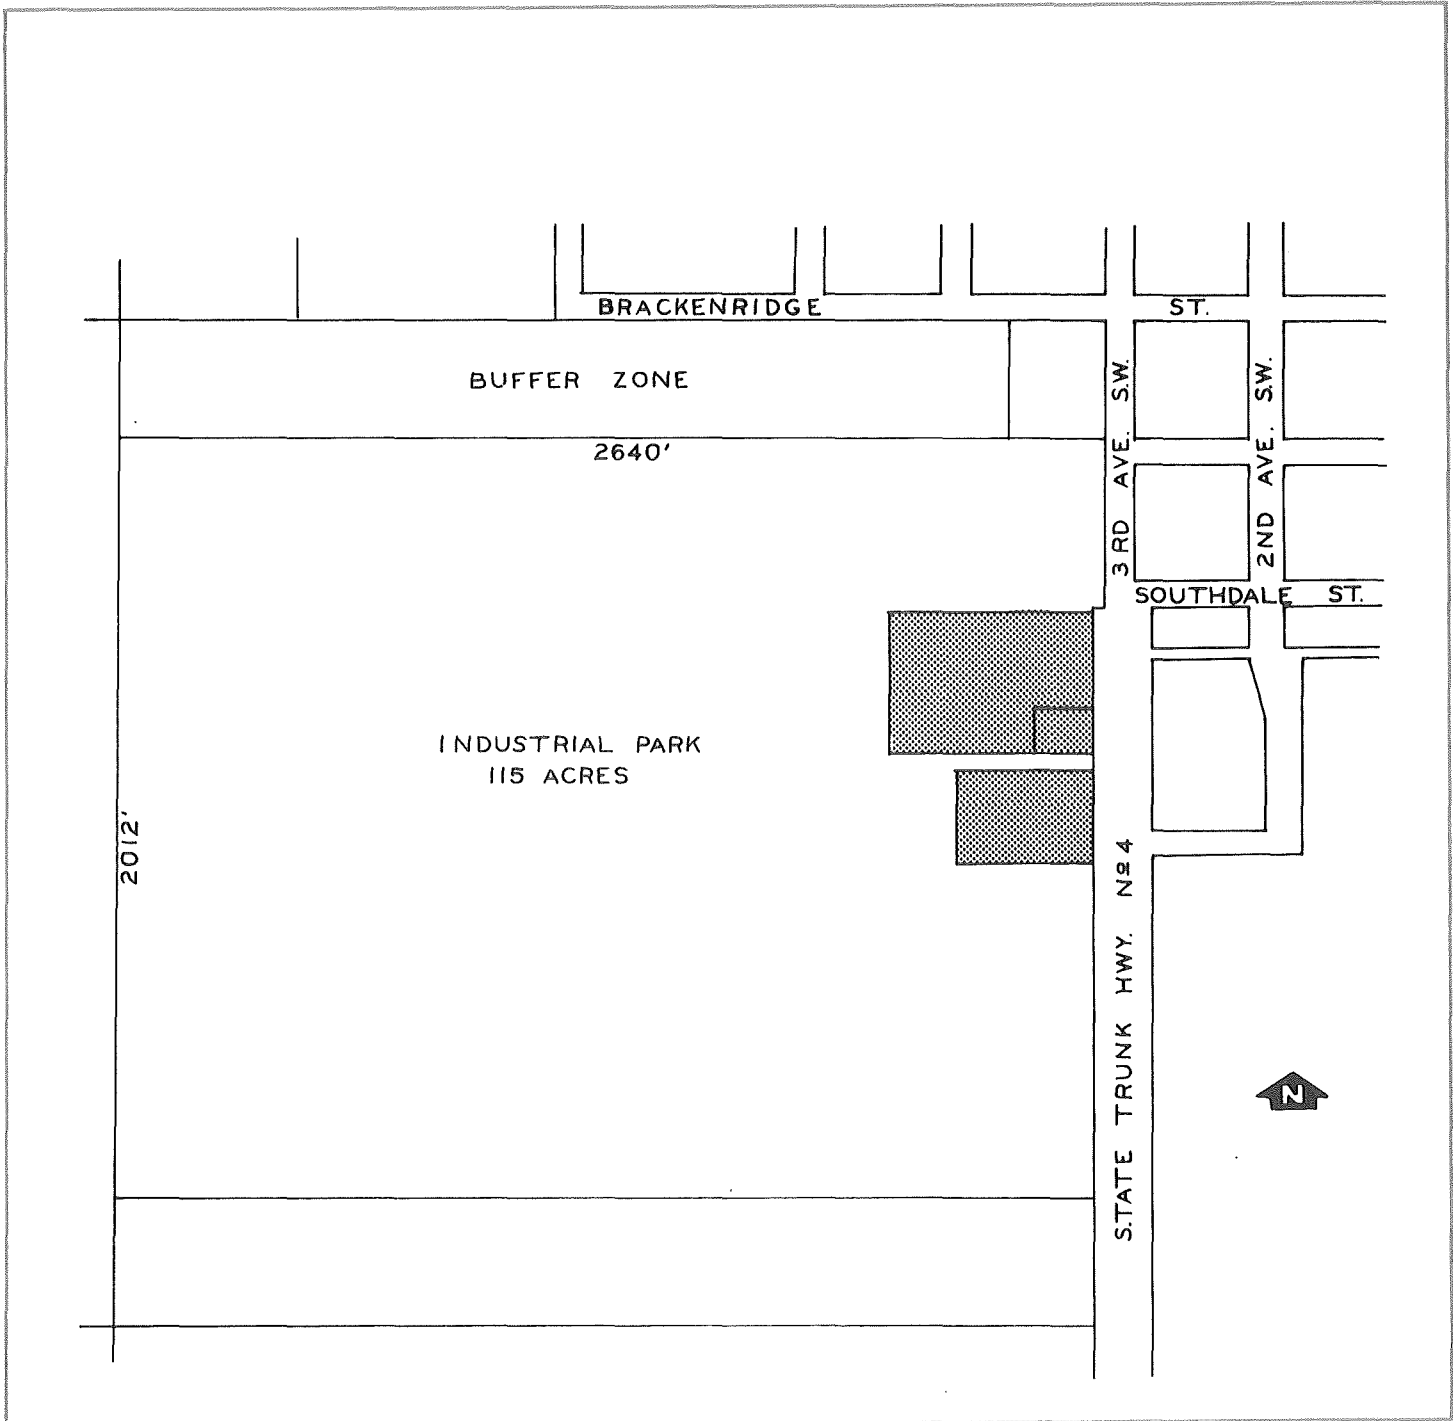 BRACKENRIDGE ST.
BUFFER ZONE
2640'
3RD AVE. S.W.
2ND AVE. S.W.
SOUTHDALE ST.
INDUSTRIAL PARK
115 ACRES
2012'
STATE TRUNK HWY. Nº 4
N